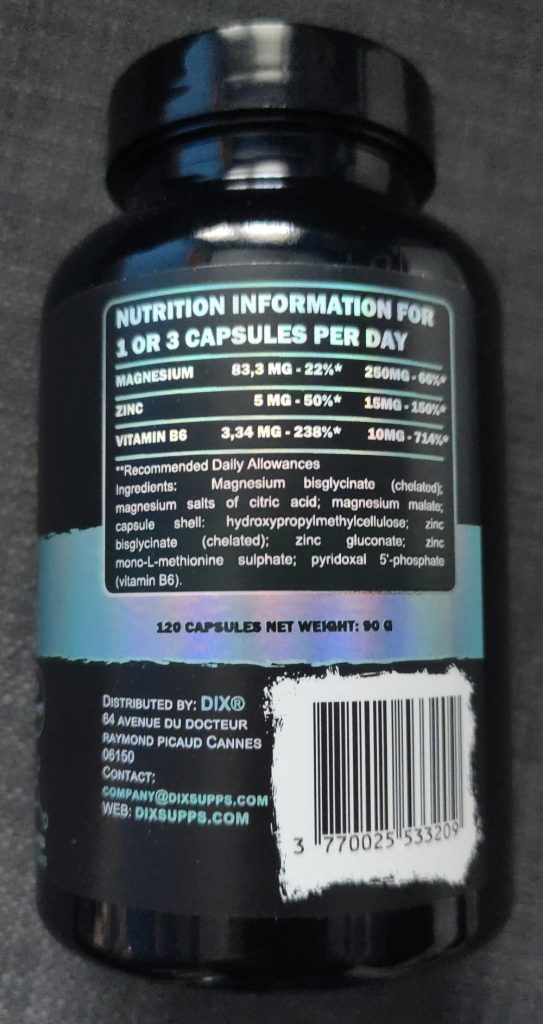 NUTRITION INFORMATION FOR
1 OR 3 CAPSULES PER DAY
MAGNESIUM 83,3 MG - 22%* 250MG - 66%*
ZINC 5 MG - 50%* 15MG - 150%*
VITAMIN B6 3,34 MG - 238%* 10MG - 714%*
**Recommended Daily Allowances
Ingredients: Magnesium bisglycinate (chelated);
magnesium salts of citric acid; magnesium malate;
capsule shell: hydroxypropylmethylcellulose; zinc
bisglycinate (chelated); zinc gluconate; zinc
mono-L-methionine sulphate; pyridoxal 5'-phosphate
(vitamin B6).
120 CAPSULES NET WEIGHT: 90 G
DISTRIBUTED BY: DIX®
64 AVENUE DU DOCTEUR
RAYMOND PICAUD CANNES
06150
CONTACT:
COMPANY@DIXSUPPS.COM
WEB: DIXSUPPS.COM
3 770025 533209